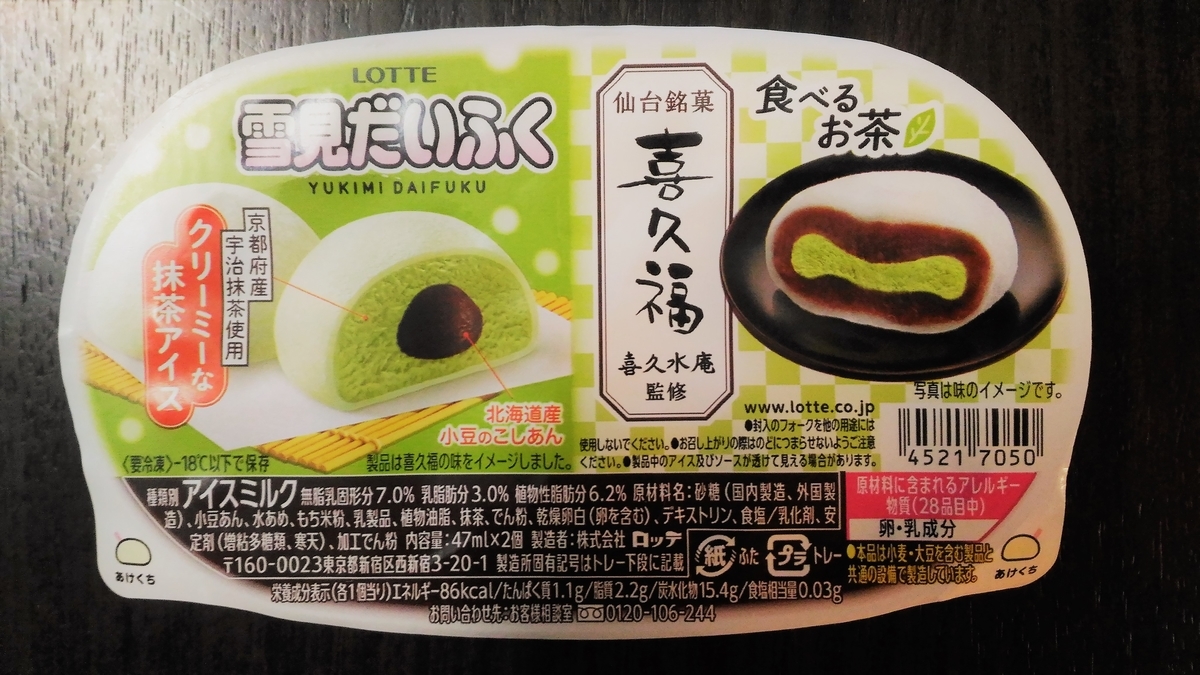 LOTTE
雪見だいふく
YUKIMI DAIFUKU
京都府産
宇治抹茶使用
クリーミーな
抹茶アイス
北海道産
小豆のこしあん
〈要冷凍〉-18℃以下で保存
製品は喜久福の味をイメージしました。
仙台銘菓
喜久福
喜久水庵
監修
食べる
お茶
写真は味のイメージです。
www.lotte.co.jp
●封入のフォークを他の用途には
使用しないでください。●お召し上がりの際はのどにつまらせないようご注意
ください。●製品中のアイス及びソースが透けて見える場合があります。
4521 7050
種類別 アイスミルク 無脂乳固形分7.0% 乳脂肪分3.0% 植物性脂肪分6.2% 原材料名:砂糖(国内製造、外国製
造)、小豆あん、水あめ、もち米粉、乳製品、植物油脂、抹茶、でん粉、乾燥卵白(卵を含む)、デキストリン、食塩/乳化剤、安
定剤(増粘多糖類、寒天)、加工でん粉 内容量:47ml×2個 製造者:株式会社 ロッテ
〒160-0023東京都新宿区西新宿3-20-1 製造所固有記号はトレー下段に記載
紙 ふた
プラ トレー
原材料に含まれるアレルギー
物質(28品目中)
卵・乳成分
●本品は小麦・大豆を含む製品と
共通の設備で製造しています。
あけくち
あけくち
栄養成分表示(各1個当り)エネルギー86kcal/たんぱく質1.1g/脂質2.2g/炭水化物15.4g/食塩相当量0.03g
お問い合わせ先:お客様相談室 0120-106-244